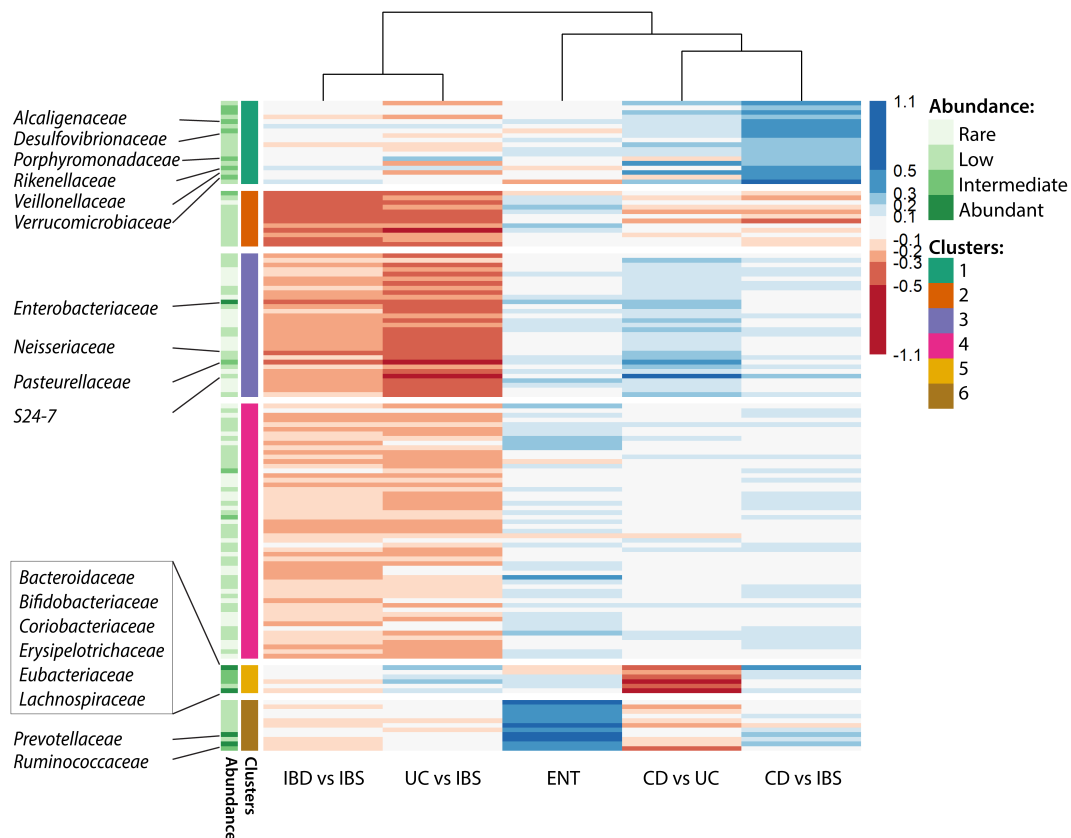 Alcaligenaceae
Desulfovibrionaceae
Porphyromonadaceae
Rikenellaceae
Veillonellaceae
Verrucomicrobiaceae
Enterobacteriaceae
Neisseriaceae
Pasteurellaceae
S24-7
Bacteroidaceae
Bifidobacteriaceae
Coriobacteriaceae
Erysipelotrichaceae
Eubacteriaceae
Lachnospiraceae
Prevotellaceae
Ruminococcaceae
Abundance
Clusters
IBD vs IBS
UC vs IBS
ENT
CD vs UC
CD vs IBS
1.1
0.5
0.3
0.2
0.1
-0.1
-0.2
-0.3
-0.5
-1.1
Abundance:
Rare
Low
Intermediate
Abundant
Clusters:
1
2
3
4
5
6